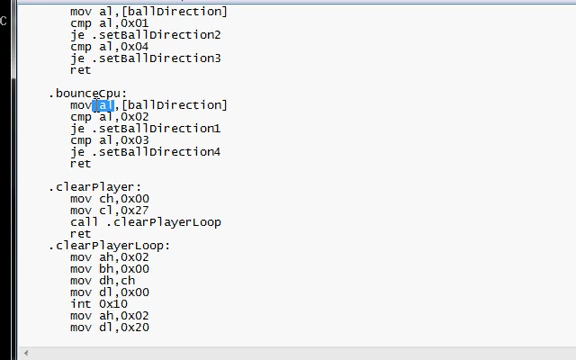 mov al,[ballDirection]
cmp al,0x01
je .setBallDirection2
cmp al,0x04
je .setBallDirection3
ret
.bounceCpu:
mov al,[ballDirection]
cmp al,0x02
je .setBallDirection1
cmp al,0x03
je .setBallDirection4
ret
.clearPlayer:
mov ch,0x00
mov cl,0x27
call .clearPlayerLoop
ret
.clearPlayerLoop:
mov ah,0x02
mov bh,0x00
mov dh,ch
mov dl,0x00
int 0x10
mov ah,0x02
mov dl,0x20